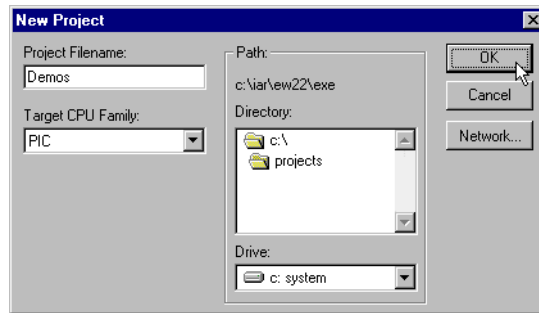 New Project
Project Filename:
Demos
Target CPU Family:
PIC
Path:
c:\iar\ew22\exe
Directory:
c:\
projects
Drive:
c: system
OK
Cancel
Network...